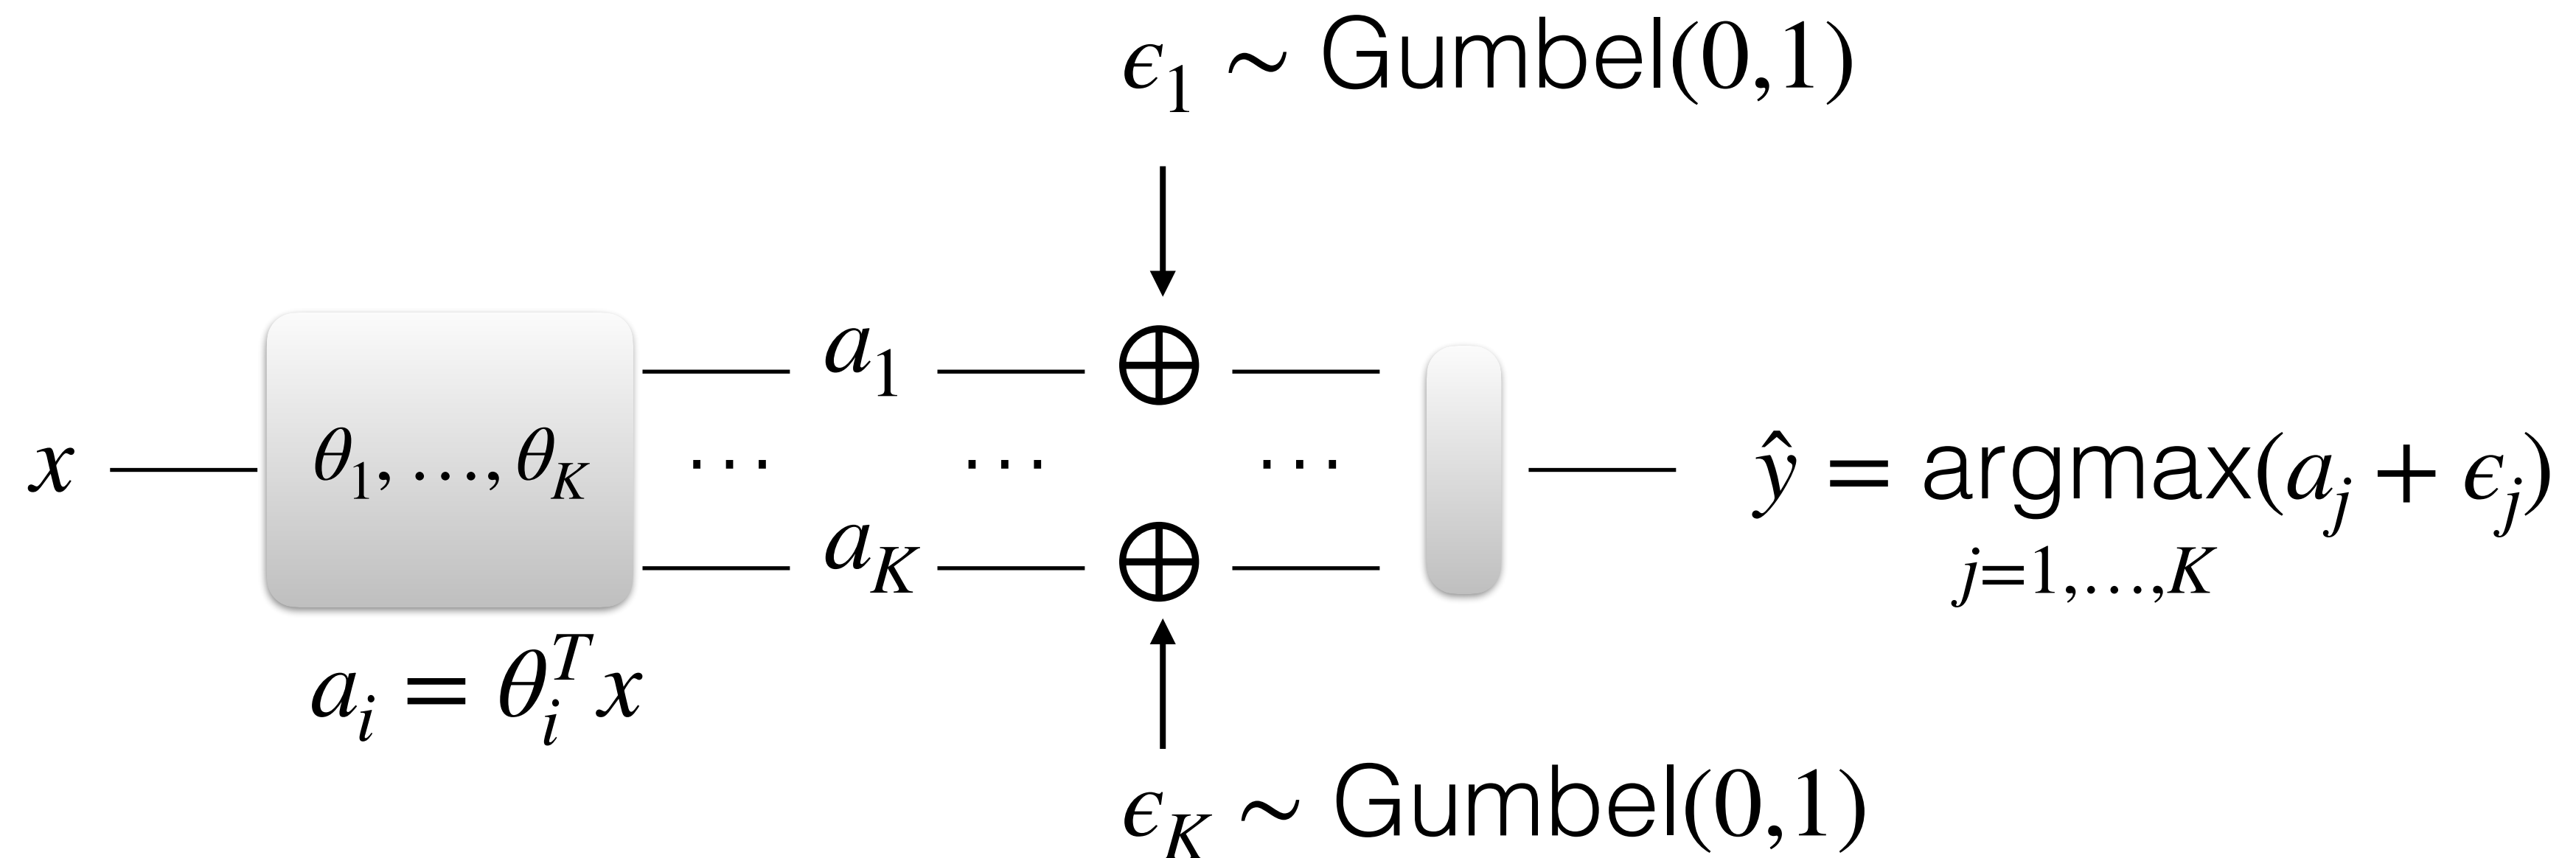 ϵ₁ ∼ Gumbel(0,1)
x
θ₁, …, θ_K
a₁
⊕
…
…
…
a_K
⊕
ŷ = argmax(a_j + ϵ_j)
j=1,…,K
a_i = θ_i^T x
ϵ_K ∼ Gumbel(0,1)